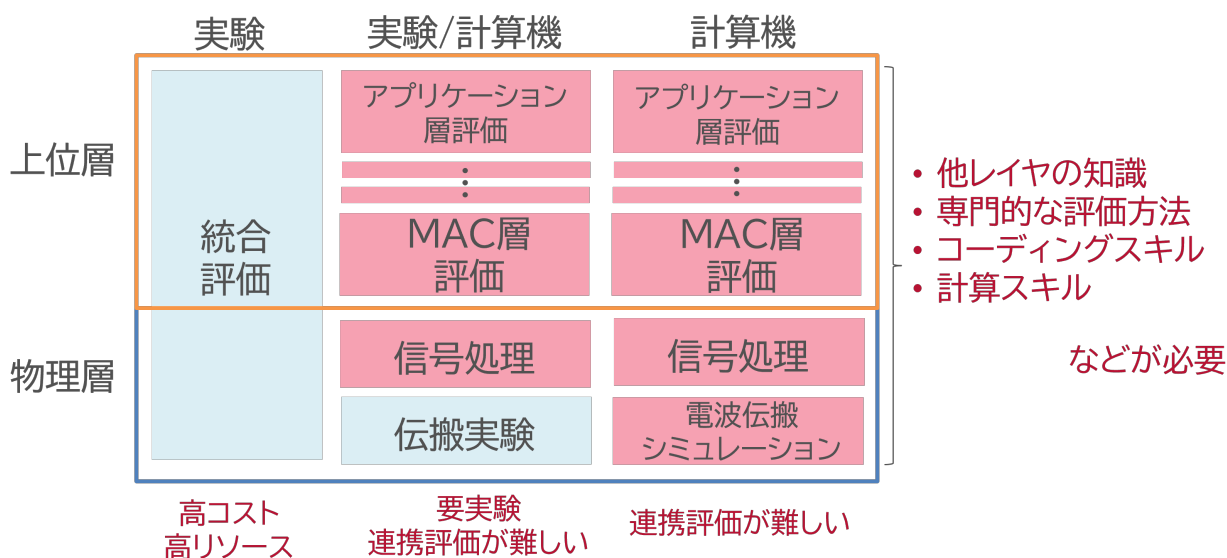 実験
実験/計算機
計算機
上位層
物理層
統合
評価
アプリケーション
層評価
⋮
MAC層
評価
信号処理
伝搬実験
アプリケーション
層評価
⋮
MAC層
評価
信号処理
電波伝搬
シミュレーション
• 他レイヤの知識
• 専門的な評価方法
• コーディングスキル
• 計算スキル
などが必要
高コスト
高リソース
要実験
連携評価が難しい
連携評価が難しい